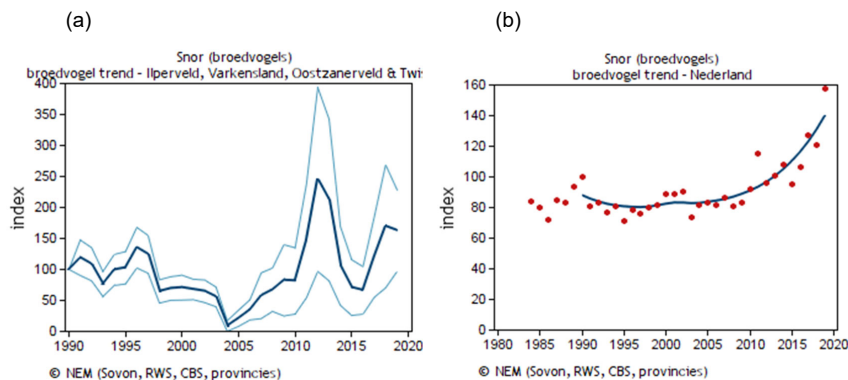 (a)
Snor (broedvogels)
broedvogel trend - Ilperveld, Varkensland, Oostzanerveld & Twis
400
350
300
250
200
150
100
50
0
index
1990 1995 2000 2005 2010 2015 2020
© NEM (Sovon, RWS, CBS, provincies)
(b)
Snor (broedvogels)
broedvogel trend - Nederland
160
140
120
100
80
60
40
20
0
index
1980 1985 1990 1995 2000 2005 2010 2015 2020
© NEM (Sovon, RWS, CBS, provincies)